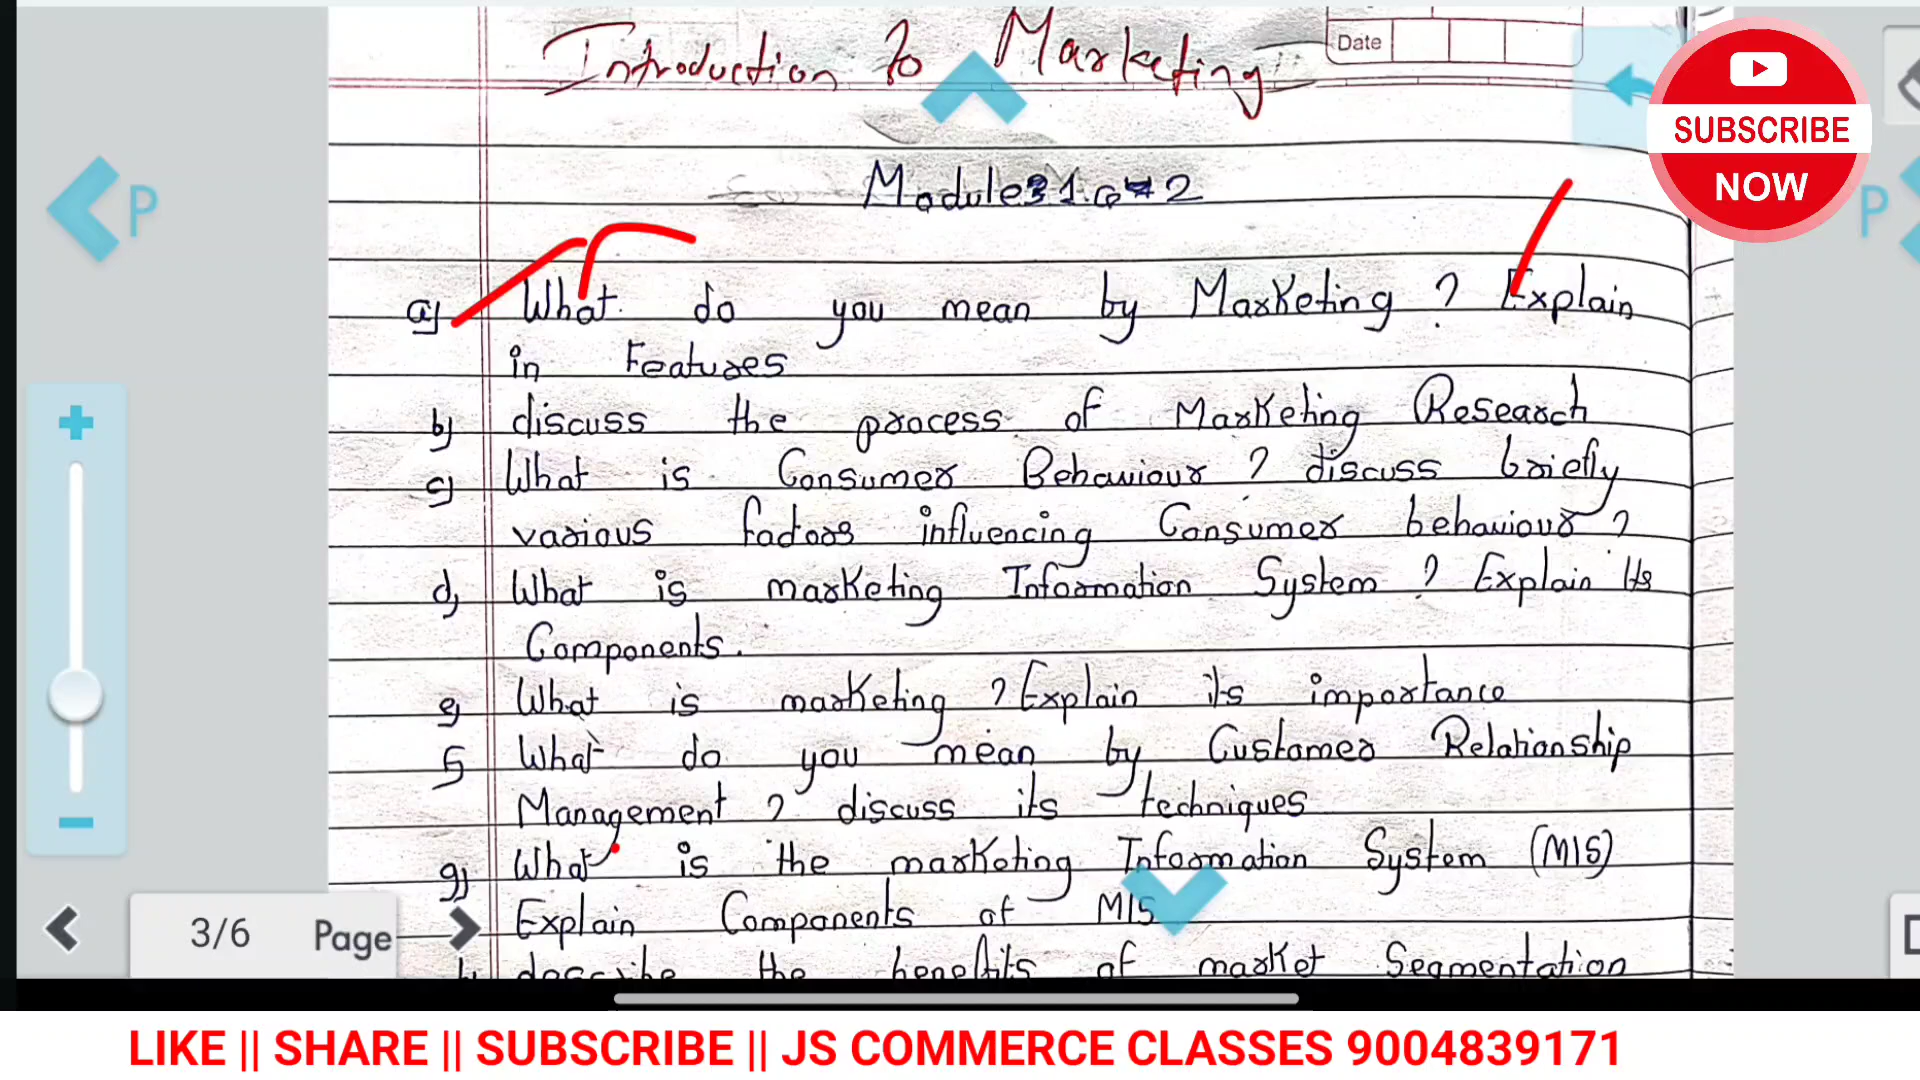 Introduction To Marketing
Date
SUBSCRIBE
NOW
Module 1 & 2
P
P
a) What do you mean by Marketing ? Explain
in Features
b) discuss the process of Marketing Research
c) What is Consumer Behaviour ? discuss briefly
various factors influencing Consumer behaviour ?
d) What is marketing Information System ? Explain its
Components.
e) What is marketing ? Explain its importance
f) What do you mean by Customer Relationship
Management ? discuss its techniques
g) What is the marketing Information System (MIS)
Explain Components of MIS
3/6 Page
describe the benefits of market Segmentation
LIKE || SHARE || SUBSCRIBE || JS COMMERCE CLASSES 9004839171